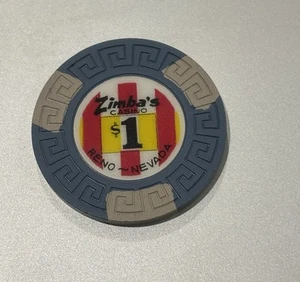 Zimba's
CASINO
$1
RENO ~ NEVADA